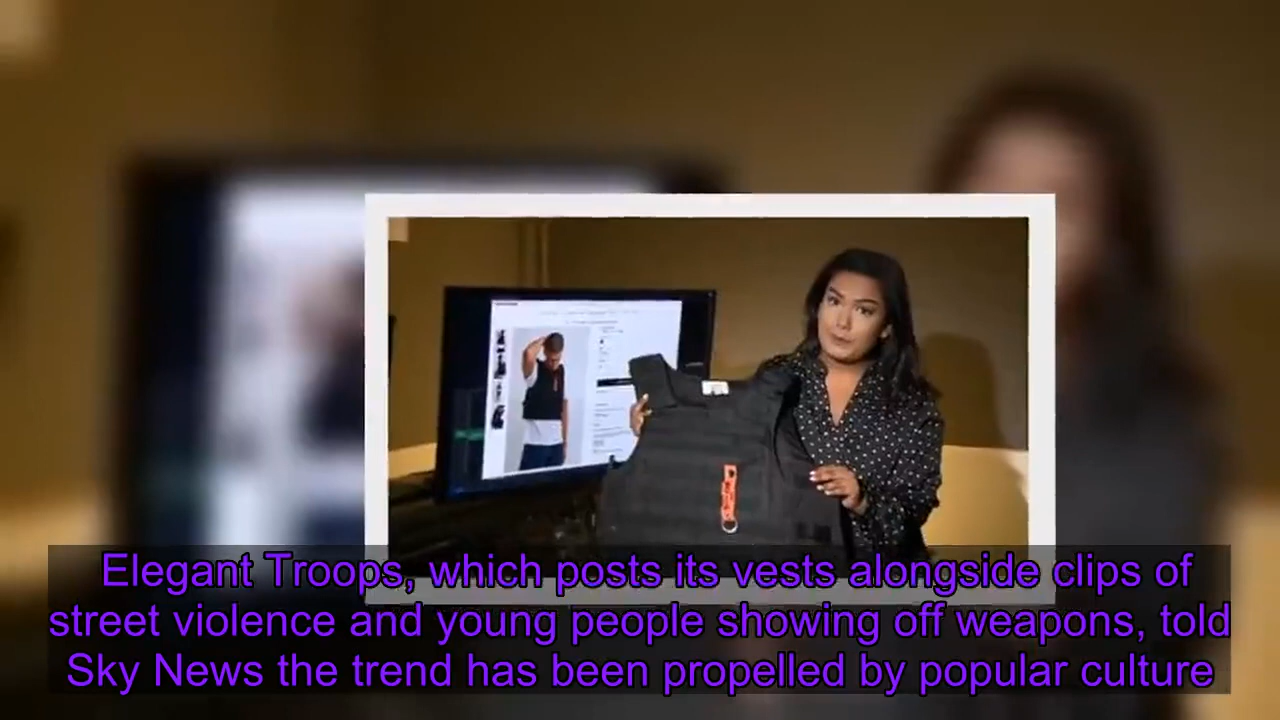 Elegant Troops, which posts its vests alongside clips of
street violence and young people showing off weapons, told
Sky News the trend has been propelled by popular culture